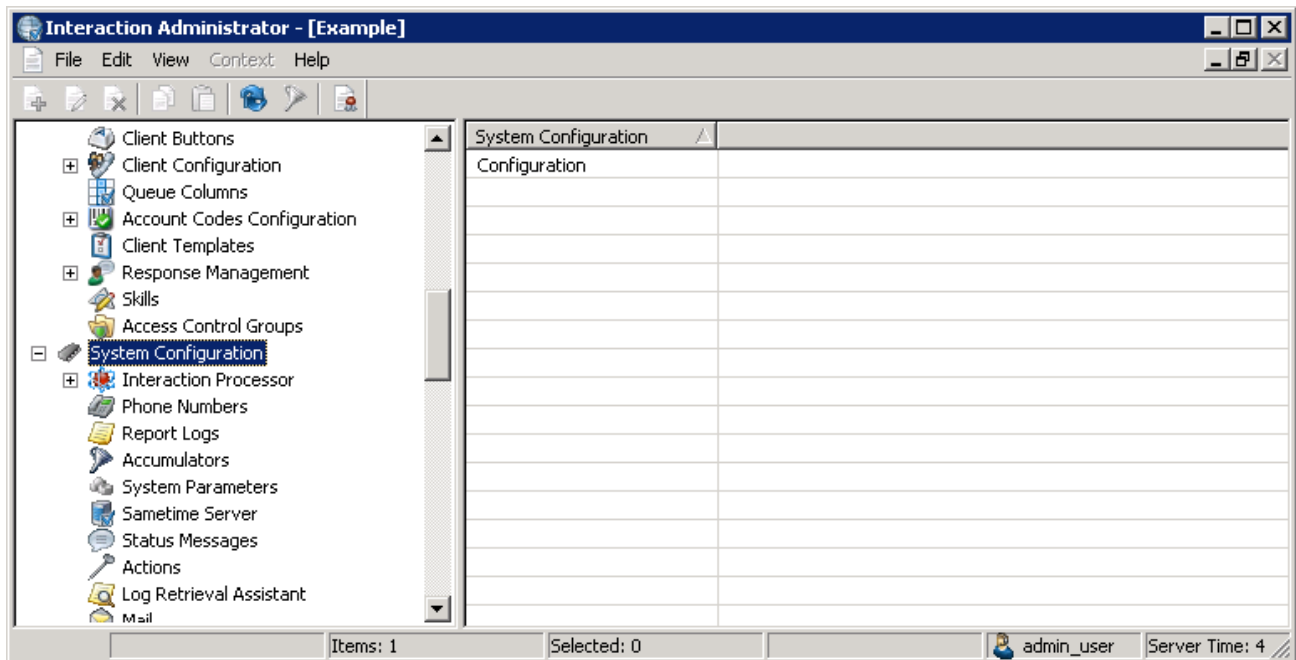 Interaction Administrator - [Example]
File Edit View Context Help
Client Buttons
Client Configuration
Queue Columns
Account Codes Configuration
Client Templates
Response Management
Skills
Access Control Groups
System Configuration
Interaction Processor
Phone Numbers
Report Logs
Accumulators
System Parameters
Sametime Server
Status Messages
Actions
Log Retrieval Assistant
Mail
System Configuration
Configuration
Items: 1 Selected: 0 admin_user Server Time: 4